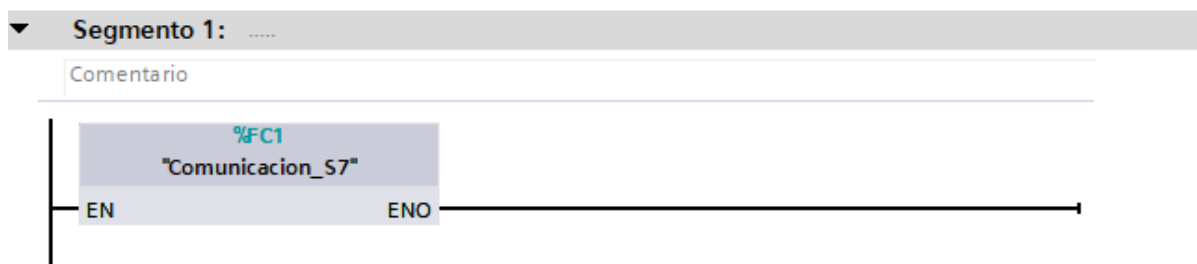 Segmento 1: .....
Comentario
%FC1
"Comunicacion_S7"
EN ENO